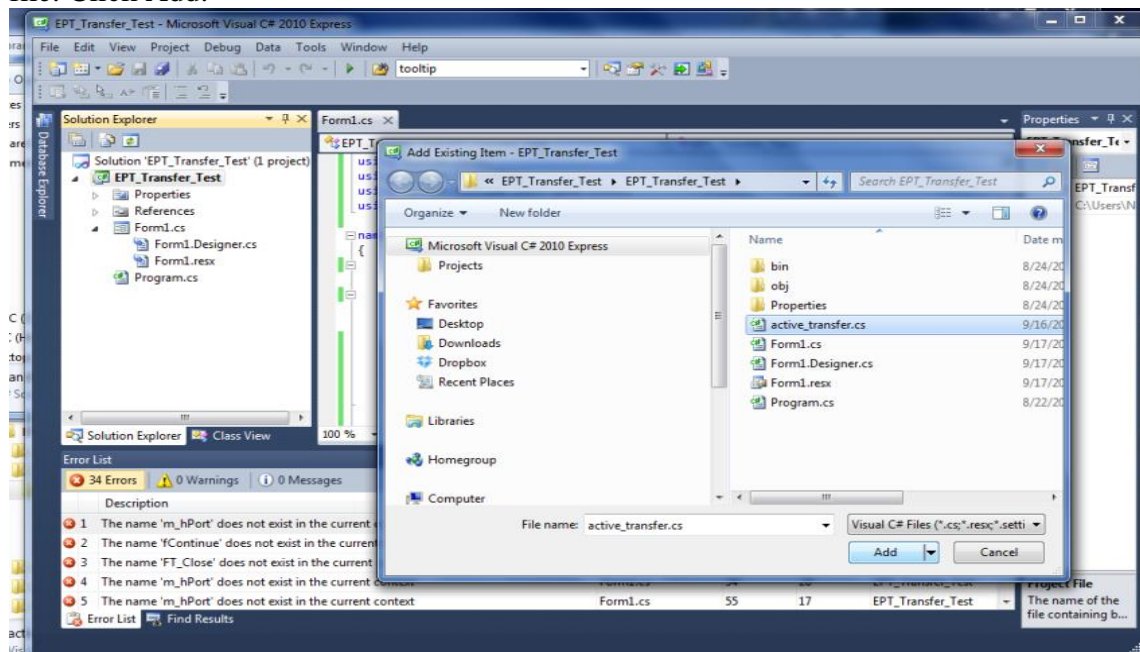 EPT_Transfer_Test - Microsoft Visual C# 2010 Express
File Edit View Project Debug Data Tools Window Help
tooltip
Solution Explorer
Form1.cs
Properties
Database Explorer
Solution 'EPT_Transfer_Test' (1 project)
EPT_Transfer_Test
Properties
References
Form1.cs
Form1.Designer.cs
Form1.resx
Program.cs
Solution Explorer Class View
100 %
Add Existing Item - EPT_Transfer_Test
« EPT_Transfer_Test EPT_Transfer_Test
Search EPT_Transfer_Test
Organize New folder
Microsoft Visual C# 2010 Express
Projects
Favorites
Desktop
Downloads
Dropbox
Recent Places
Libraries
Homegroup
Computer
Name Date m
bin 8/24/20
obj 8/24/20
Properties 8/24/20
active_transfer.cs 9/16/20
Form1.cs 9/17/20
Form1.Designer.cs 9/17/20
Form1.resx 9/17/20
Program.cs 8/22/20
File name: active_transfer.cs
Visual C# Files (*.cs;*.resx;*.setti
Add Cancel
EPT_Transf
C:\Users\N
Error List
34 Errors 0 Warnings 0 Messages
Description
1 The name 'm_hPort' does not exist in the current
2 The name 'fContinue' does not exist in the current
3 The name 'FT_Close' does not exist in the current
4 The name 'm_hPort' does not exist in the current context
5 The name 'm_hPort' does not exist in the current context Form1.cs 55 17 EPT_Transfer_Test
Error List Find Results
Project File
The name of the
file containing b...